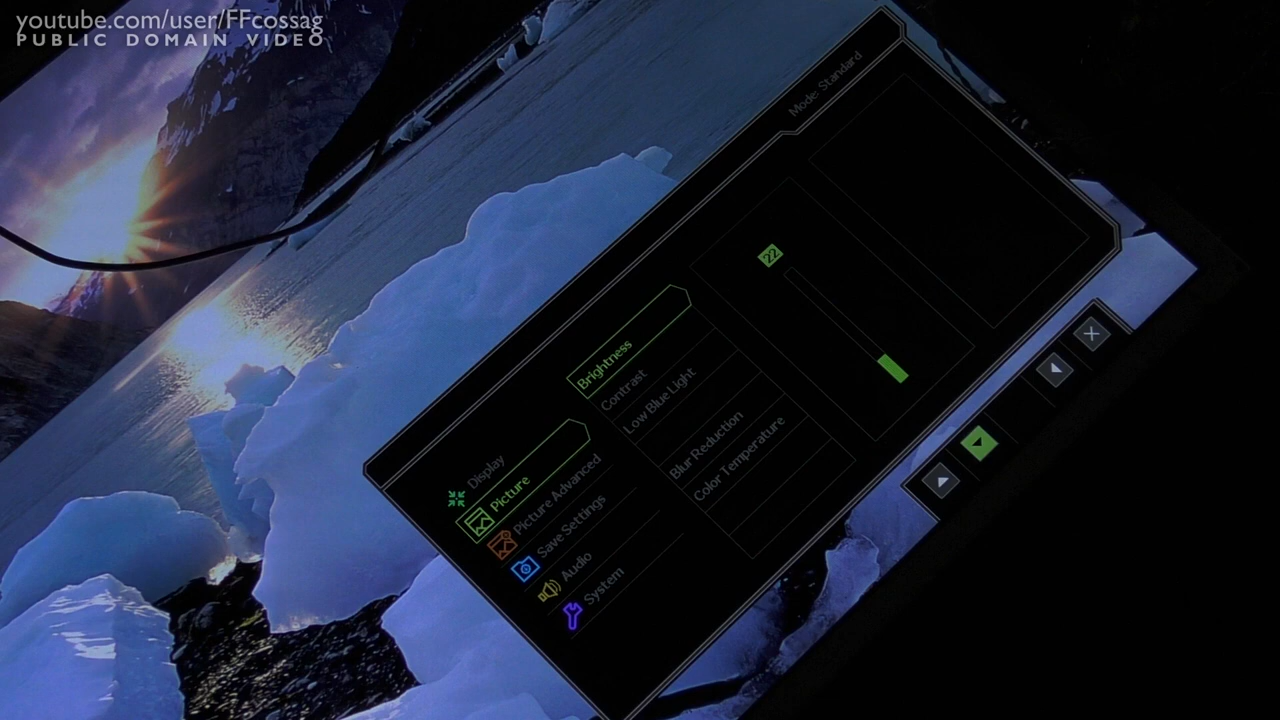 youtube.com/user/FFcossag
PUBLIC DOMAIN VIDEO
Mode: Standard
Display
Picture
Picture Advanced
Save Settings
Audio
System
Brightness
Contrast
Low Blue Light
Blur Reduction
Color Temperature
22